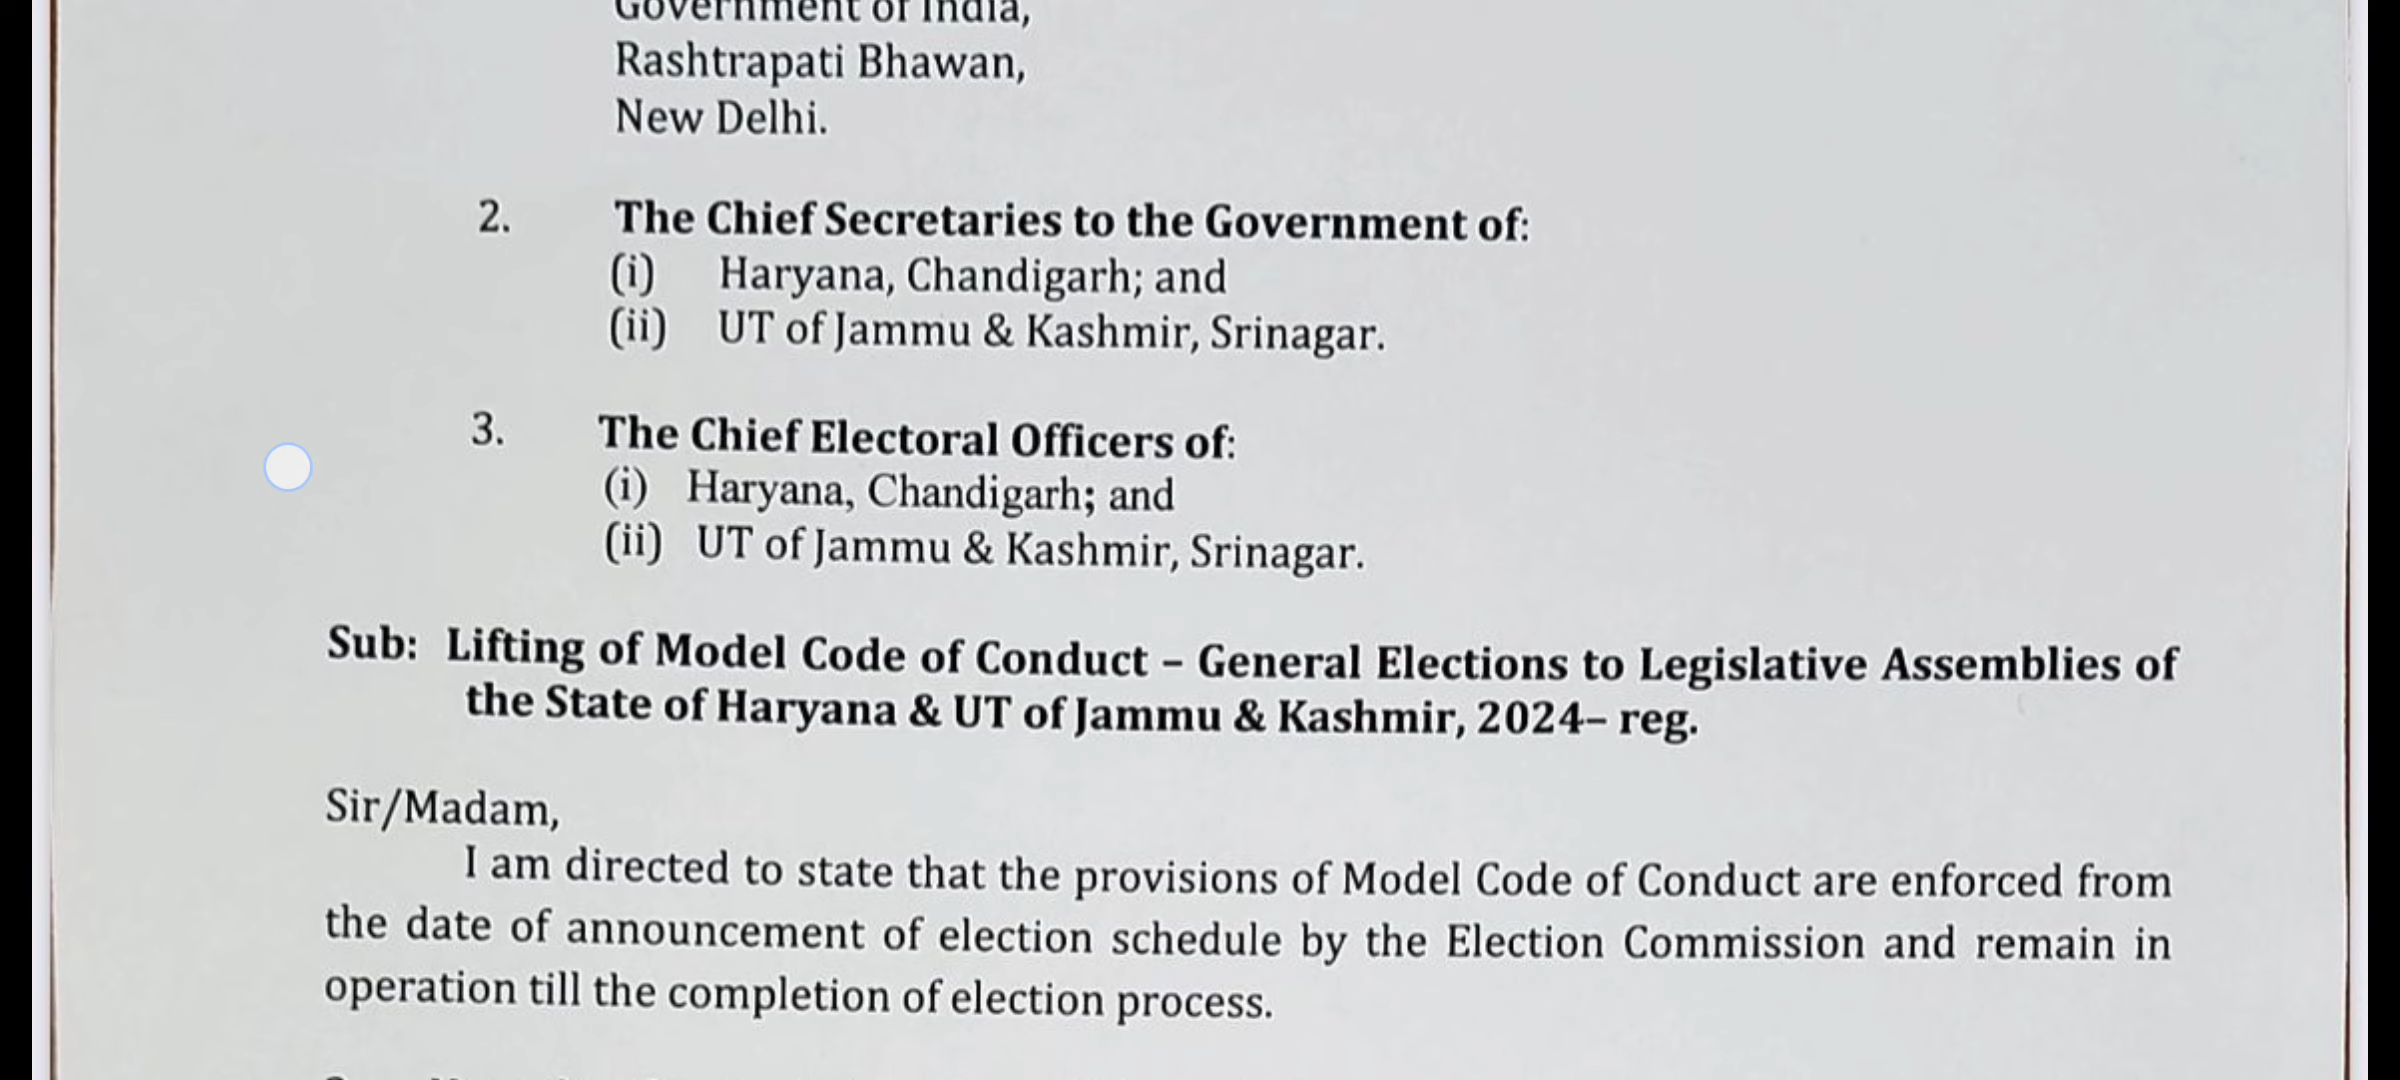 Government of India,
Rashtrapati Bhawan,
New Delhi.
2. The Chief Secretaries to the Government of:
(i) Haryana, Chandigarh; and
(ii) UT of Jammu & Kashmir, Srinagar.
3. The Chief Electoral Officers of:
(i) Haryana, Chandigarh; and
(ii) UT of Jammu & Kashmir, Srinagar.
Sub: Lifting of Model Code of Conduct – General Elections to Legislative Assemblies of
the State of Haryana & UT of Jammu & Kashmir, 2024– reg.
Sir/Madam,
I am directed to state that the provisions of Model Code of Conduct are enforced from
the date of announcement of election schedule by the Election Commission and remain in
operation till the completion of election process.